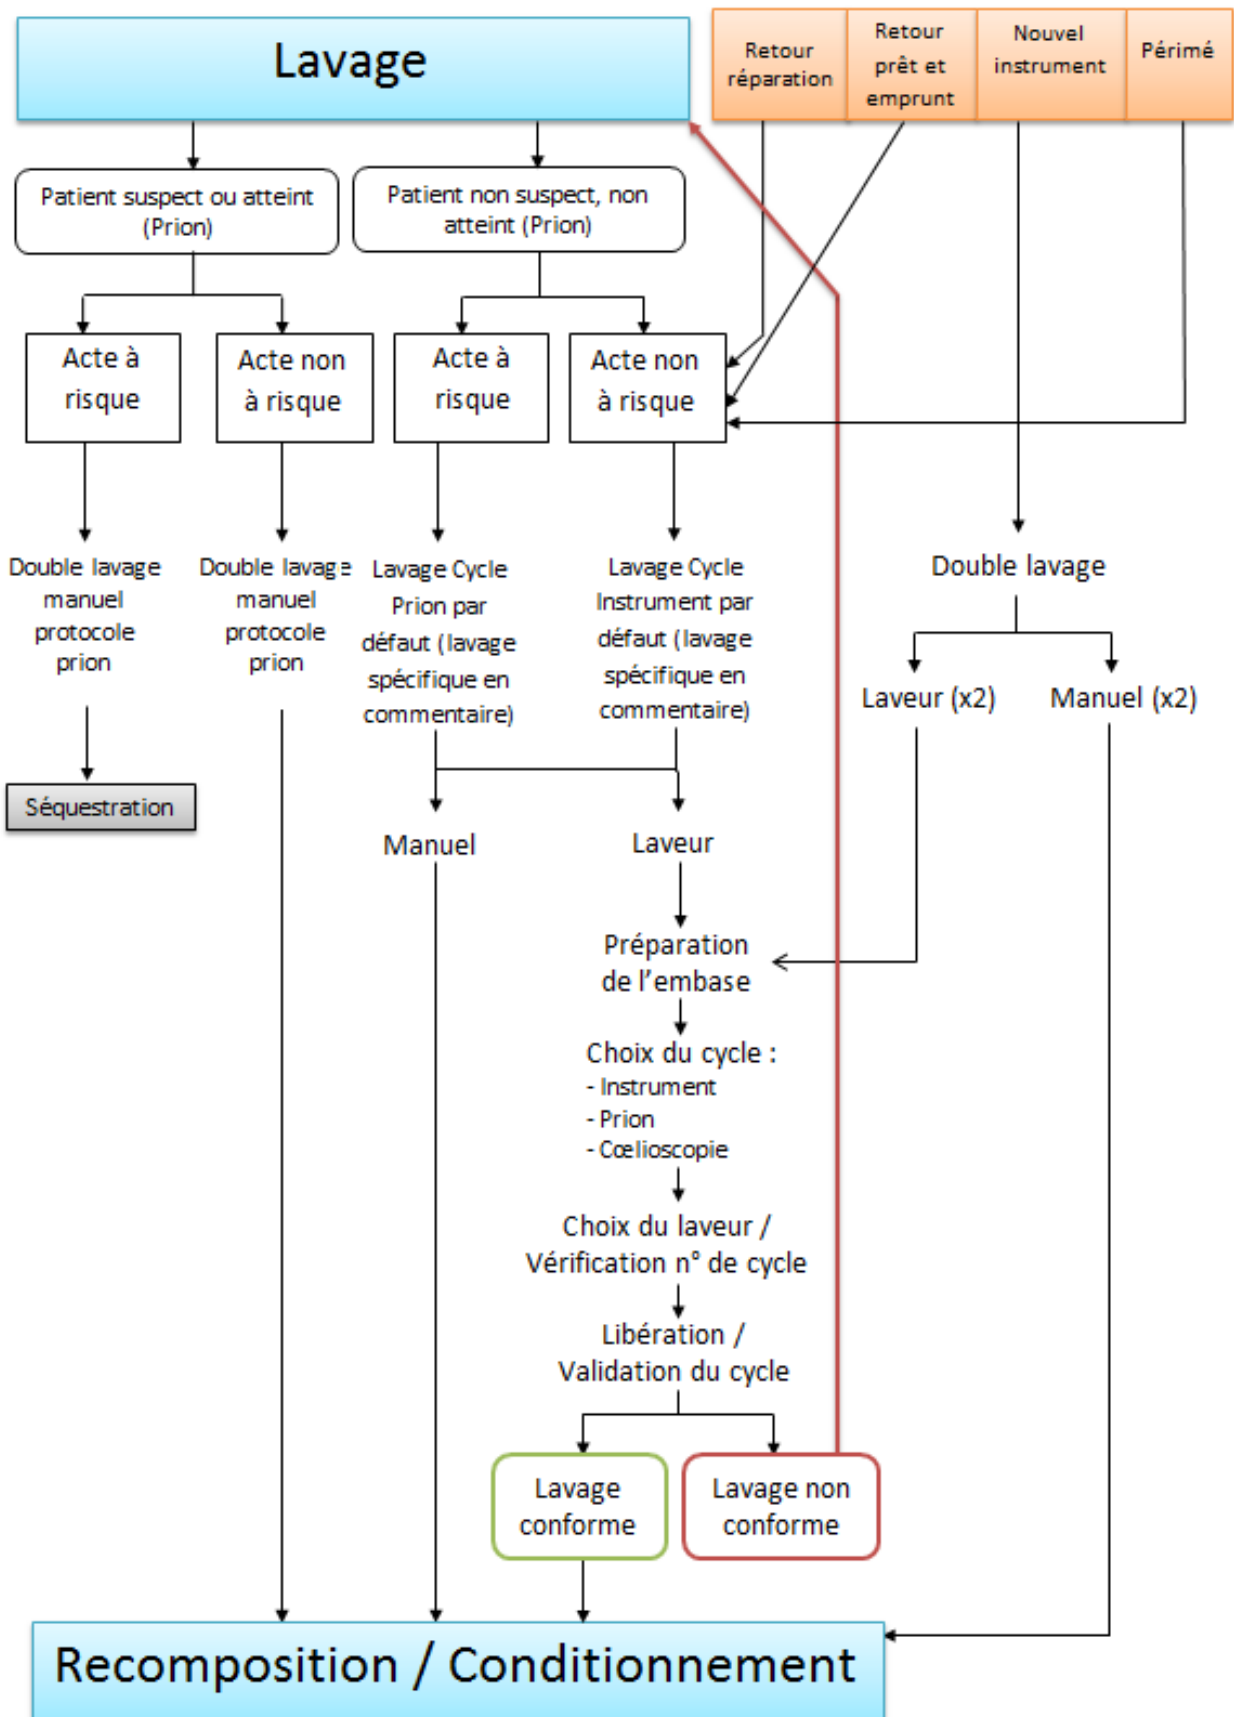 Lavage
Retour
réparation
Retour
prêt et
emprunt
Nouvel
instrument
Périmé
Patient suspect ou atteint
(Prion)
Patient non suspect, non
atteint (Prion)
Acte à
risque
Acte non
à risque
Acte à
risque
Acte non
à risque
Double lavage
manuel
protocole
prion
Double lavage
manuel
protocole
prion
Lavage Cycle
Prion par
défaut (lavage
spécifique en
commentaire)
Lavage Cycle
Instrument par
défaut (lavage
spécifique en
commentaire)
Double lavage
Laveur (x2)
Manuel (x2)
Séquestration
Manuel
Laveur
Préparation
de l'embase
Choix du cycle :
- Instrument
- Prion
- Cœlioscopie
Choix du laveur /
Vérification n° de cycle
Libération /
Validation du cycle
Lavage
conforme
Lavage non
conforme
Recomposition / Conditionnement